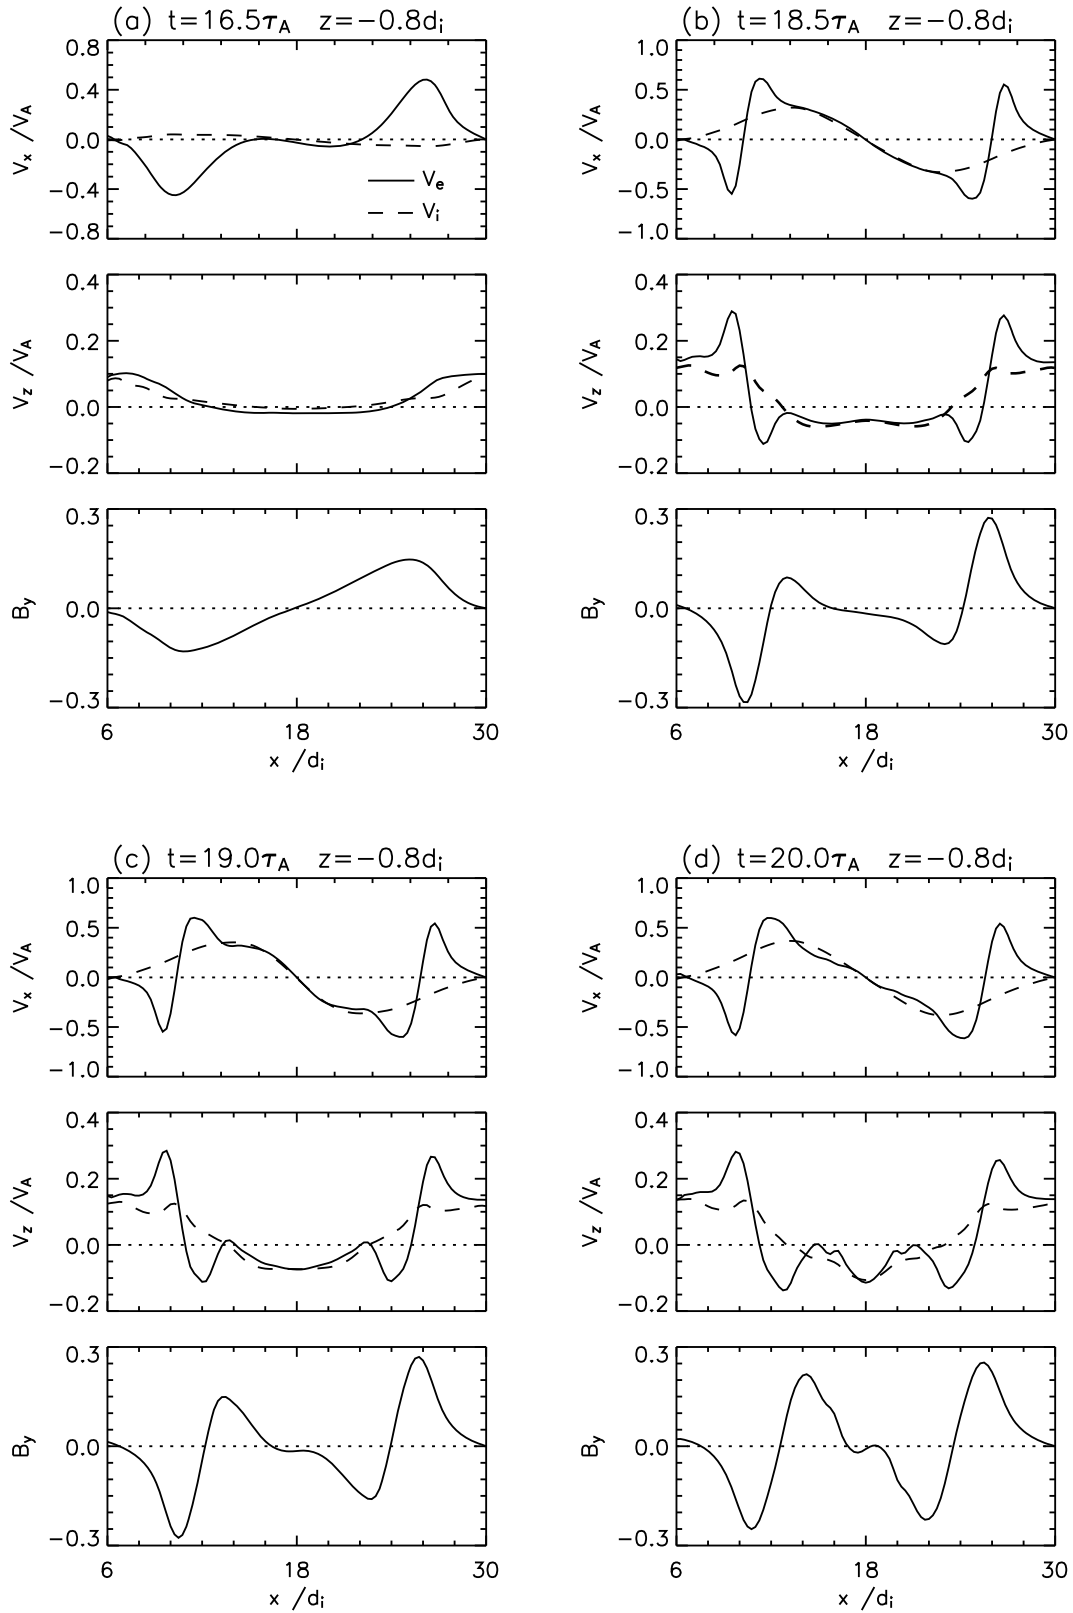 (a) t=16.5τA z=−0.8di
0.8
0.4
0.0
−0.4
−0.8
Vx /VA
Ve
Vi
0.4
0.2
0.0
−0.2
Vz /VA
0.3
0.0
−0.3
By
6 18 30
x /di
(b) t=18.5τA z=−0.8di
1.0
0.5
0.0
−0.5
−1.0
Vx /VA
0.4
0.2
0.0
−0.2
Vz /VA
0.3
0.0
−0.3
By
6 18 30
x /di
(c) t=19.0τA z=−0.8di
1.0
0.5
0.0
−0.5
−1.0
Vx /VA
0.4
0.2
0.0
−0.2
Vz /VA
0.3
0.0
−0.3
By
6 18 30
x /di
(d) t=20.0τA z=−0.8di
1.0
0.5
0.0
−0.5
−1.0
Vx /VA
0.4
0.2
0.0
−0.2
Vz /VA
0.3
0.0
−0.3
By
6 18 30
x /di